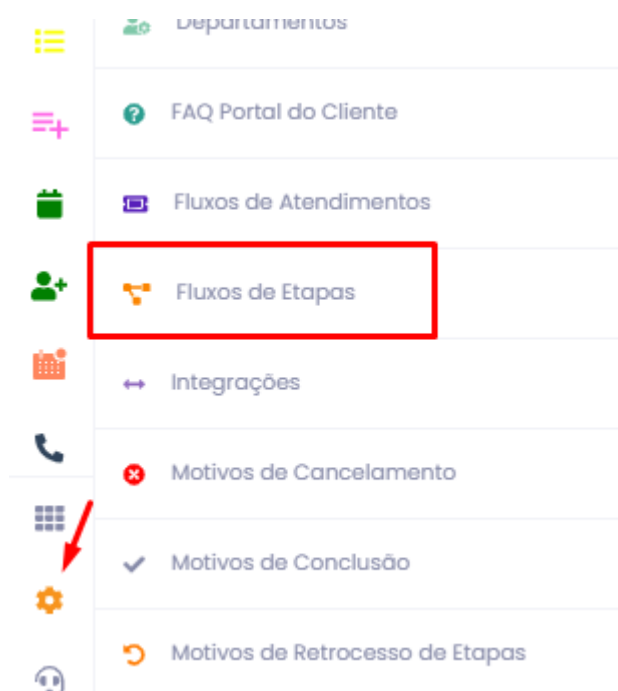 Departamentos
FAQ Portal do Cliente
Fluxos de Atendimentos
Fluxos de Etapas
Integrações
Motivos de Cancelamento
Motivos de Conclusão
Motivos de Retrocesso de Etapas